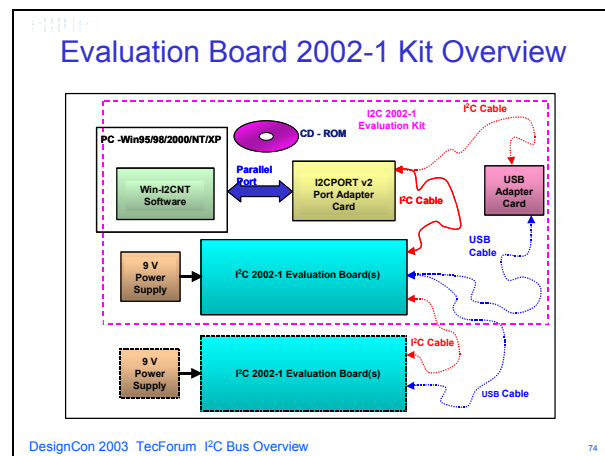 PHILIPS
Evaluation Board 2002-1 Kit Overview
I2C 2002-1
Evaluation Kit
I²C Cable
PC -Win95/98/2000/NT/XP
CD - ROM
Parallel
Port
Win-I2CNT
Software
I2CPORT v2
Port Adapter
Card
I²C Cable
USB
Adapter
Card
USB
Cable
9 V
Power
Supply
I²C 2002-1 Evaluation Board(s)
I²C Cable
9 V
Power
Supply
I²C 2002-1 Evaluation Board(s)
USB Cable
DesignCon 2003 TecForum I²C Bus Overview
74